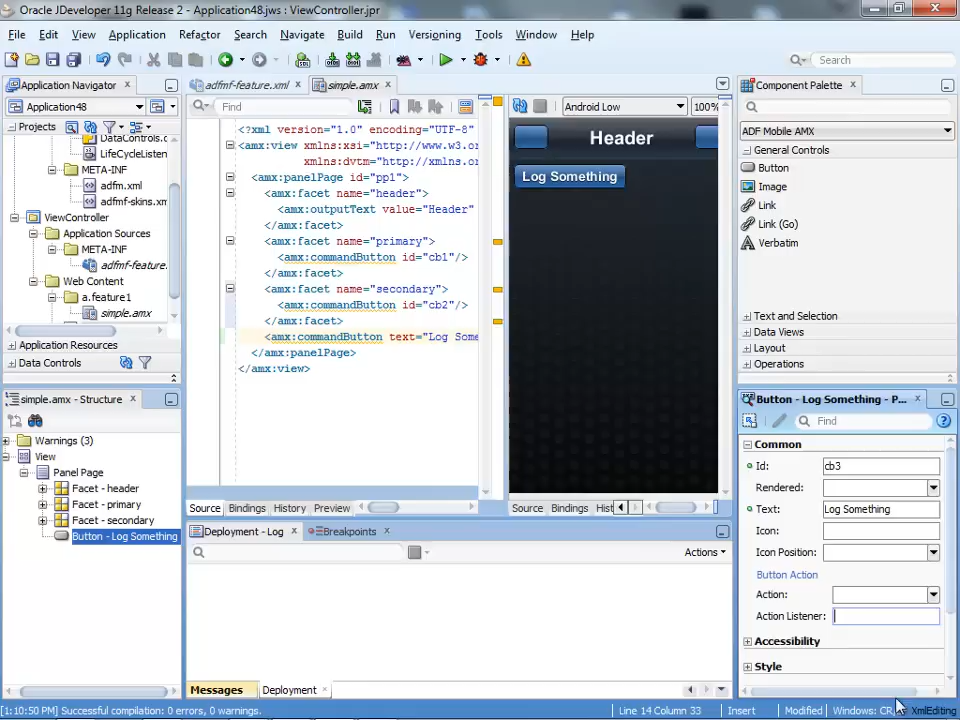 Oracle JDeveloper 11g Release 2 - Application48.jws : ViewController.jpr
File Edit View Application Refactor Search Navigate Build Run Versioning Tools Window Help
Search
Application Navigator
Application48
Projects
DataControls.c
LifeCycleListen
META-INF
adfm.xml
adfmf-skins.xm
ViewController
Application Sources
META-INF
adfmf-feature.
Web Content
a.feature1
simple.amx
Application Resources
Data Controls
simple.amx - Structure
Warnings (3)
View
Panel Page
Facet - header
Facet - primary
Facet - secondary
Button - Log Something
adfmf-feature.xml simple.amx
Find
<?xml version="1.0" encoding="UTF-8"
<amx:view xmlns:xsi="http://www.w3.or
xmlns:dvtm="http://xmlns.or
<amx:panelPage id="pp1">
<amx:facet name="header">
<amx:outputText value="Header"
</amx:facet>
<amx:facet name="primary">
<amx:commandButton id="cb1"/>
</amx:facet>
<amx:facet name="secondary">
<amx:commandButton id="cb2"/>
</amx:facet>
<amx:commandButton text="Log Some
</amx:panelPage>
</amx:view>
Source Bindings History Preview
Android Low 100%
Header
Log Something
Source Bindings Hist
Deployment - Log Breakpoints
Actions
Messages Deployment
Component Palette
ADF Mobile AMX
General Controls
Button
Image
Link
Link (Go)
Verbatim
Text and Selection
Data Views
Layout
Operations
Button - Log Something - P...
Find
Common
Id: cb3
Rendered:
Text: Log Something
Icon:
Icon Position:
Button Action
Action:
Action Listener:
Accessibility
Style
[1:10:50 PM] Successful compilation: 0 errors, 0 warnings.
Line 14 Column 33 Insert Modified Windows: CR, XmlEditing